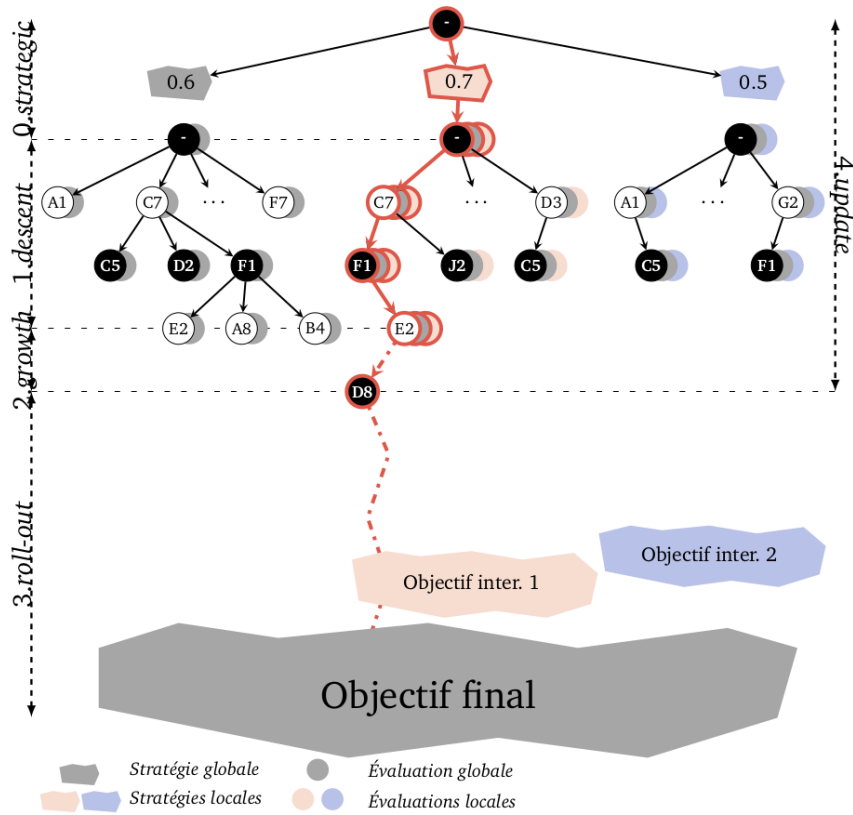 -
0.6 0.7 0.5
0.strategic
- - -
A1 C7 ... F7 C7 ... D3 A1 ... G2
1.descent
4.update
C5 D2 F1 F1 J2 C5 C5 F1
E2 A8 B4 E2
2.growth
D8
3.roll-out
Objectif inter. 2
Objectif inter. 1
Objectif final
Stratégie globale Évaluation globale
Stratégies locales Évaluations locales